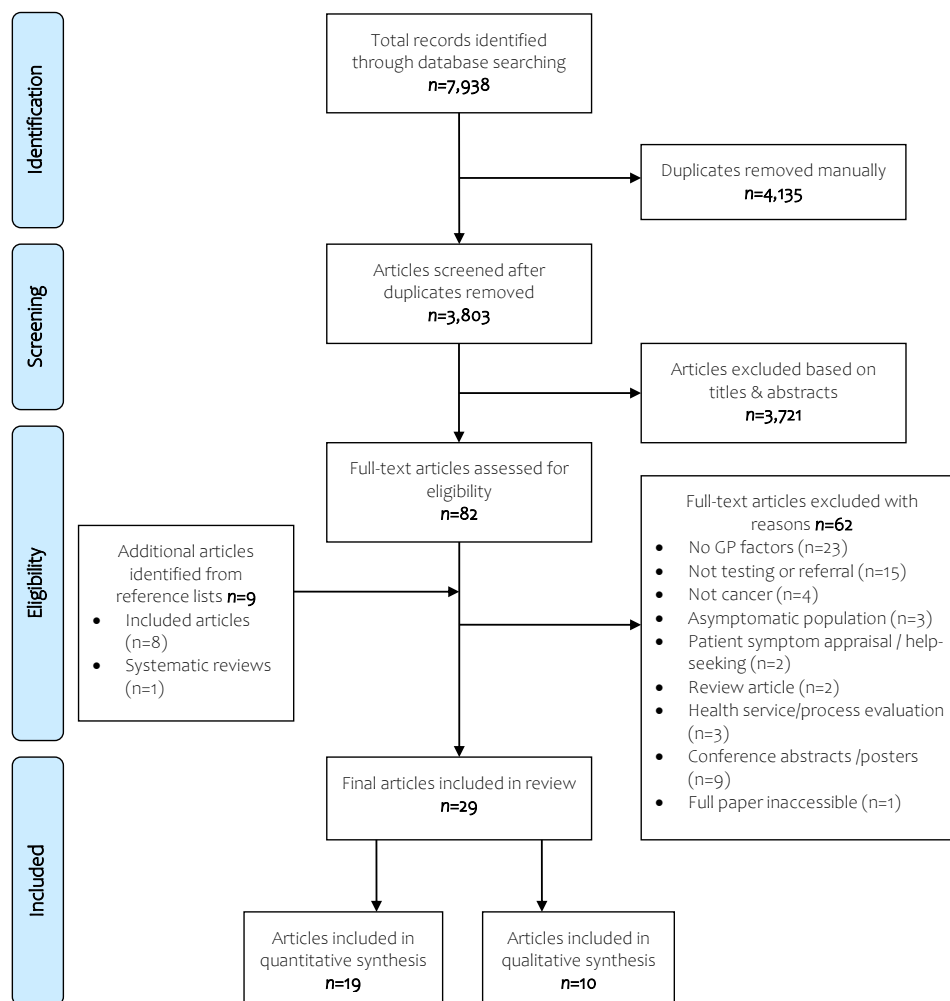 Identification
Total records identified
through database searching
n=7,938
Duplicates removed manually
n=4,135
Screening
Articles screened after
duplicates removed
n=3,803
Articles excluded based on
titles & abstracts
n=3,721
Eligibility
Full-text articles assessed for
eligibility
n=82
Additional articles
identified from
reference lists n=9
• Included articles
(n=8)
• Systematic reviews
(n=1)
Full-text articles excluded with
reasons n=62
• No GP factors (n=23)
• Not testing or referral (n=15)
• Not cancer (n=4)
• Asymptomatic population (n=3)
• Patient symptom appraisal / help-
seeking (n=2)
• Review article (n=2)
• Health service/process evaluation
(n=3)
• Conference abstracts /posters
(n=9)
• Full paper inaccessible (n=1)
Included
Final articles included in review
n=29
Articles included in
quantitative synthesis
n=19
Articles included in
qualitative synthesis
n=10